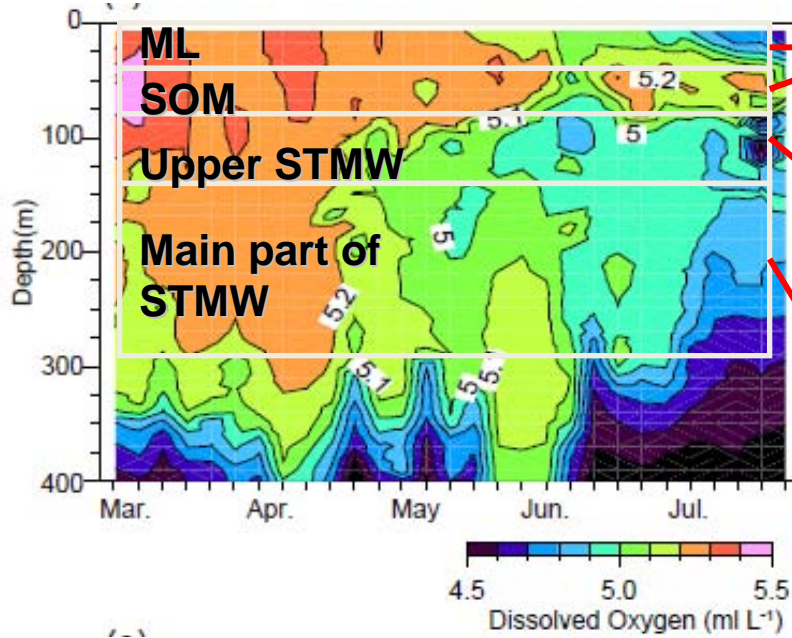 0
ML
SOM
5.2
5.1
100
5
Upper STMW
Depth(m)
200
5
Main part of
STMW
5.2
300
5.1
5
400
Mar.
Apr.
May
Jun.
Jul.
4.5
5.0
5.5
Dissolved Oxygen (ml L⁻¹)